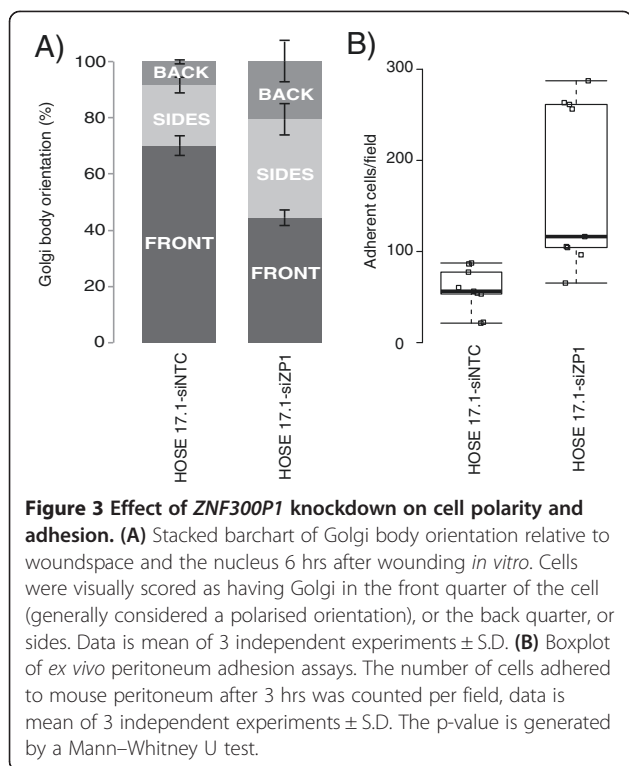 A)
B)
Golgi body orientation (%)
100
80
60
40
20
0
BACK
SIDES
FRONT
BACK
SIDES
FRONT
HOSE 17.1-siNTC
HOSE 17.1-siZP1
Adherent cells/field
300
200
100
0
HOSE 17.1-siNTC
HOSE 17.1-siZP1
Figure 3 Effect of ZNF300P1 knockdown on cell polarity and
adhesion. (A) Stacked barchart of Golgi body orientation relative to
woundspace and the nucleus 6 hrs after wounding in vitro. Cells
were visually scored as having Golgi in the front quarter of the cell
(generally considered a polarised orientation), or the back quarter, or
sides. Data is mean of 3 independent experiments ± S.D. (B) Boxplot
of ex vivo peritoneum adhesion assays. The number of cells adhered
to mouse peritoneum after 3 hrs was counted per field, data is
mean of 3 independent experiments ± S.D. The p-value is generated
by a Mann–Whitney U test.